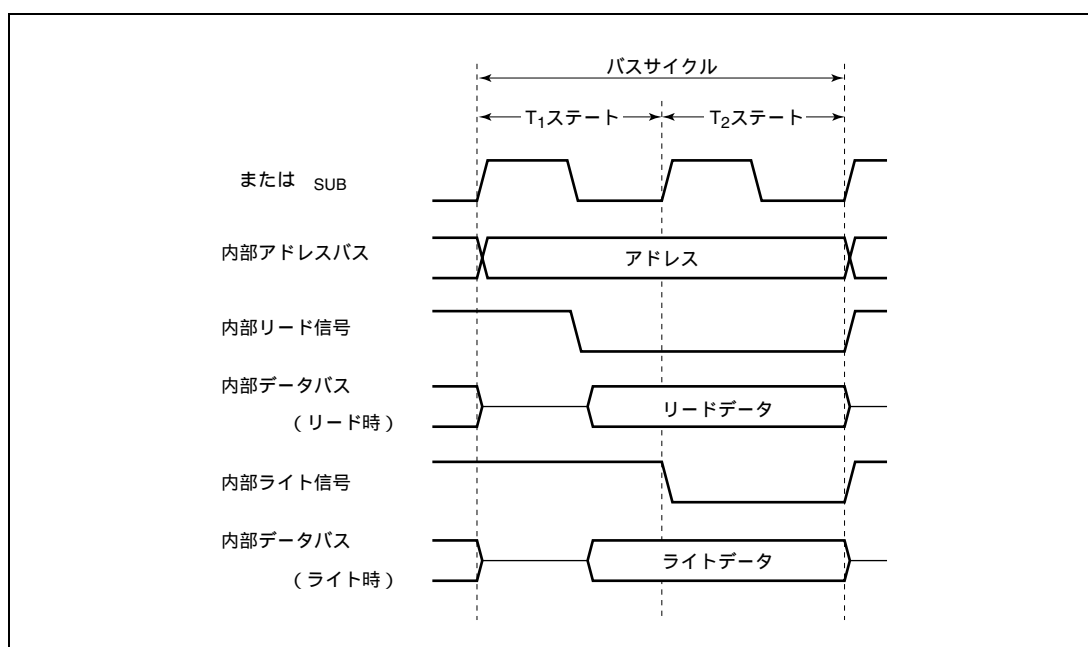 バスサイクル
T₁ステート
T₂ステート
または SUB
内部アドレスバス
アドレス
内部リード信号
内部データバス
(リード時)
リードデータ
内部ライト信号
内部データバス
(ライト時)
ライトデータ